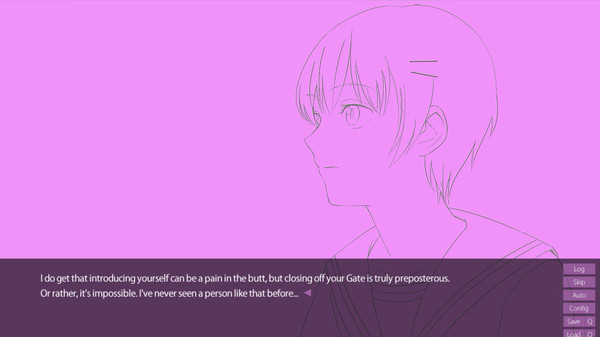 I do get that introducing yourself can be a pain in the butt, but closing off your Gate is truly preposterous.
Or rather, it's impossible. I've never seen a person like that before...
Log
Skip
Auto
Config
Save Q
Load Q